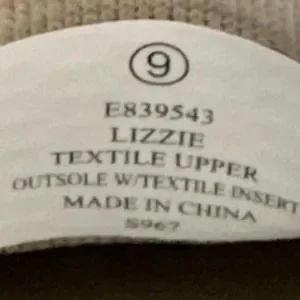 9
E839543
LIZZIE
TEXTILE UPPER
OUTSOLE W/TEXTILE INSERT
MADE IN CHINA
S967